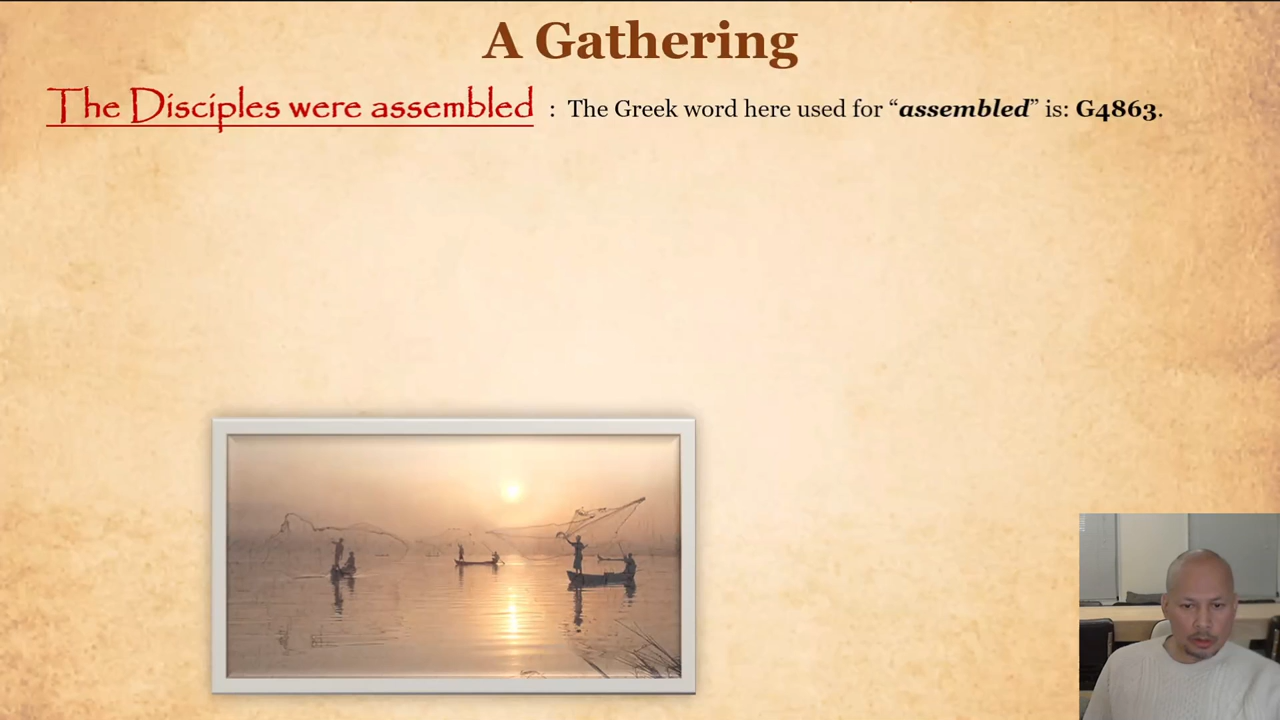 A Gathering
The Disciples were assembled : The Greek word here used for “assembled” is: G4863.